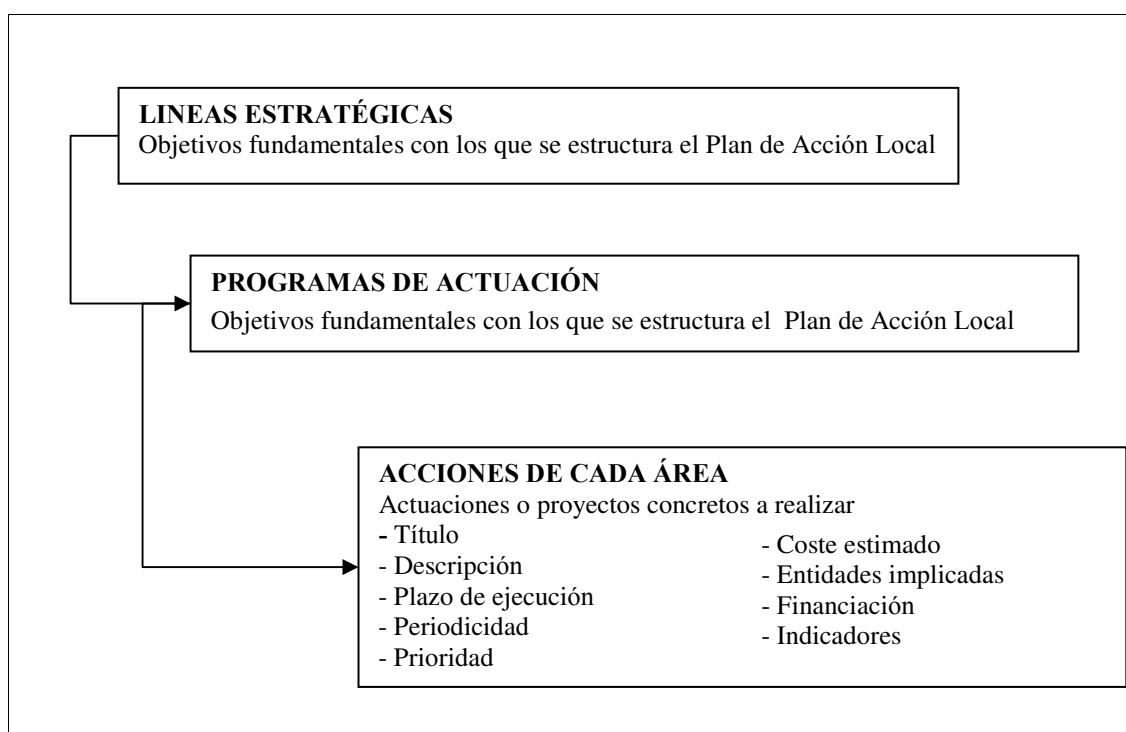 LINEAS ESTRATÉGICAS
Objetivos fundamentales con los que se estructura el Plan de Acción Local
PROGRAMAS DE ACTUACIÓN
Objetivos fundamentales con los que se estructura el Plan de Acción Local
ACCIONES DE CADA ÁREA
Actuaciones o proyectos concretos a realizar
- Título
- Descripción
- Plazo de ejecución
- Periodicidad
- Prioridad
- Coste estimado
- Entidades implicadas
- Financiación
- Indicadores